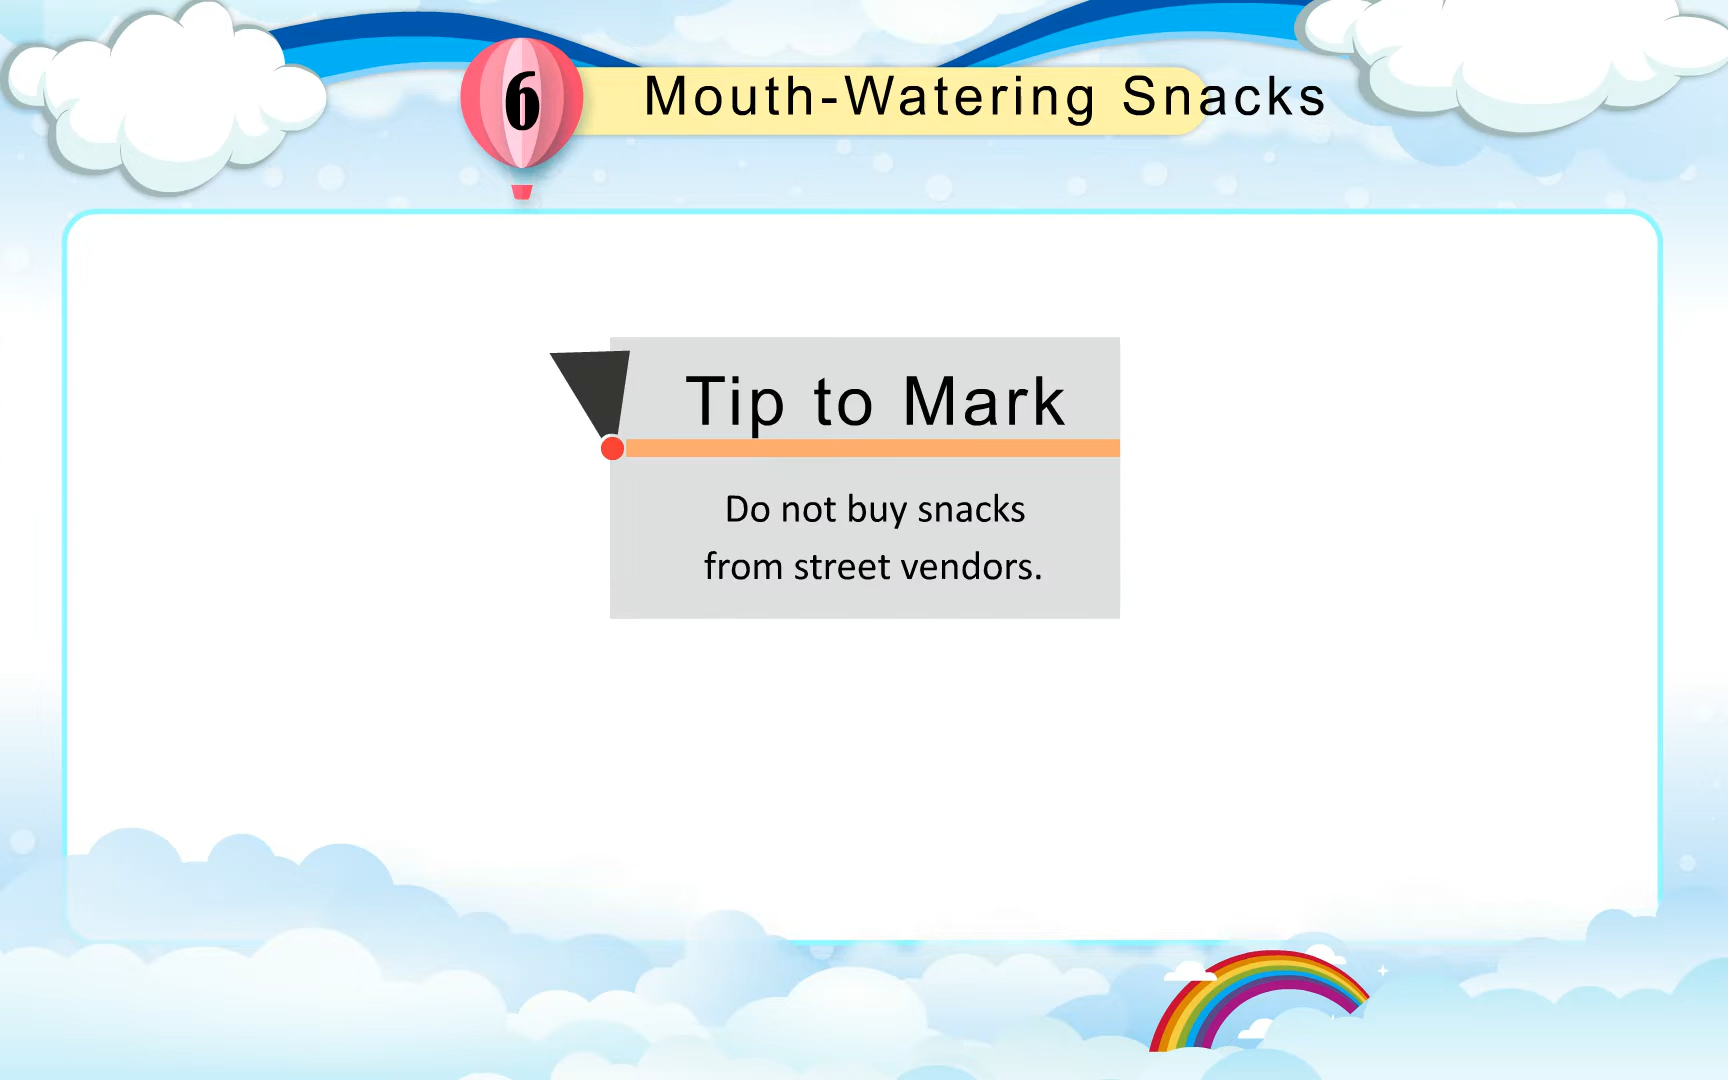 6
Mouth-Watering Snacks
Tip to Mark
Do not buy snacks
from street vendors.